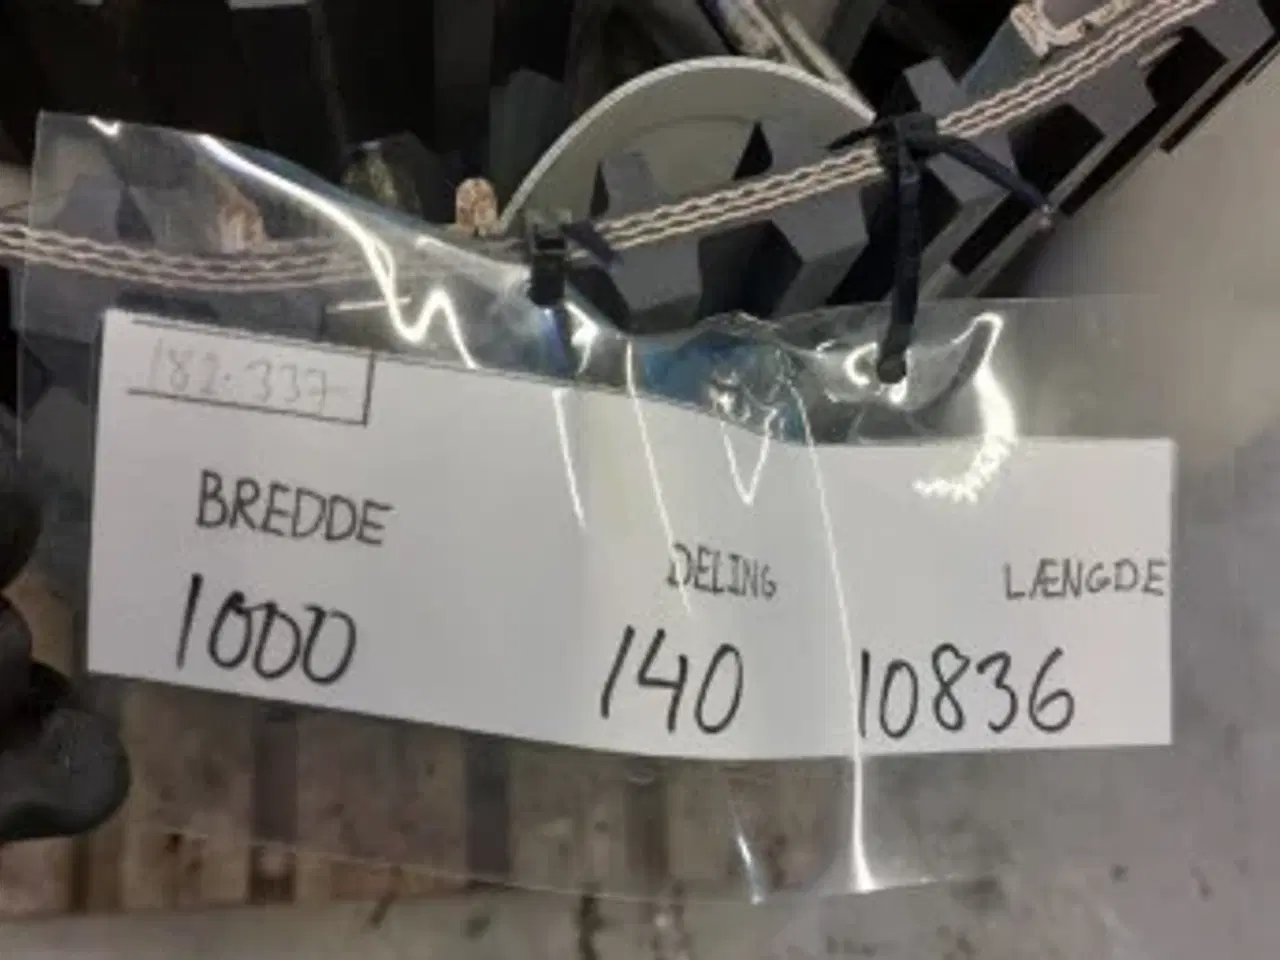 182.337
BREDDE DELING LÆNGDE
1000 140 10836